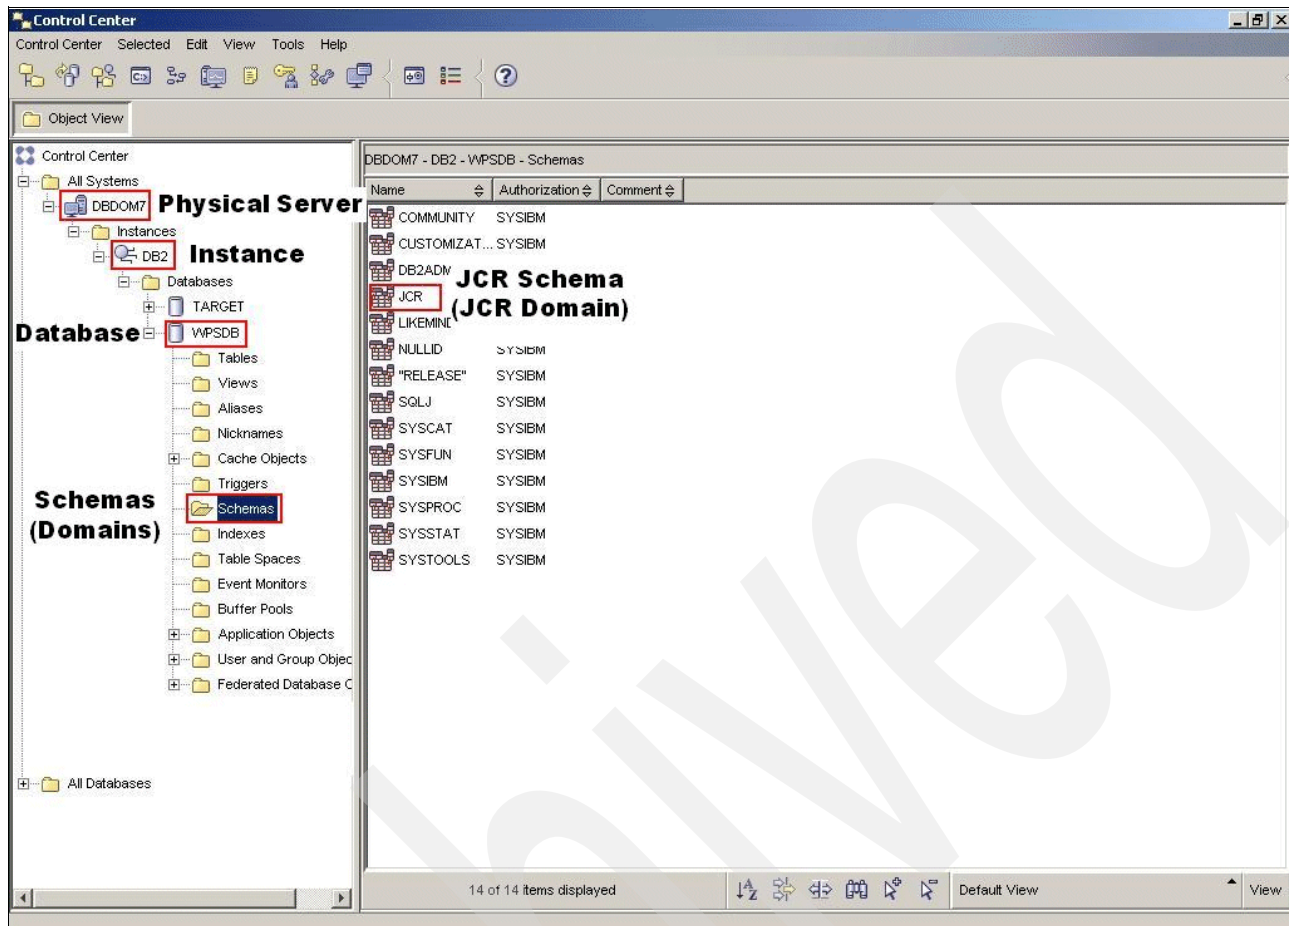 Control Center
Control Center Selected Edit View Tools Help
Object View
Control Center
All Systems
DBDOM7
Physical Server
Instances
DB2
Instance
Databases
TARGET
Database
WPSDB
Tables
Views
Aliases
Nicknames
Cache Objects
Triggers
Schemas
(Domains)
Schemas
Indexes
Table Spaces
Event Monitors
Buffer Pools
Application Objects
User and Group Objec
Federated Database C
All Databases
DBDOM7 - DB2 - WPSDB - Schemas
Name Authorization Comment
COMMUNITY SYSIBM
CUSTOMIZAT... SYSIBM
DB2ADM
JCR Schema
(JCR Domain)
JCR
LIKEMIND
NULLID SYSIBM
"RELEASE" SYSIBM
SQLJ SYSIBM
SYSCAT SYSIBM
SYSFUN SYSIBM
SYSIBM SYSIBM
SYSPROC SYSIBM
SYSSTAT SYSIBM
SYSTOOLS SYSIBM
14 of 14 items displayed
Default View
View
hived